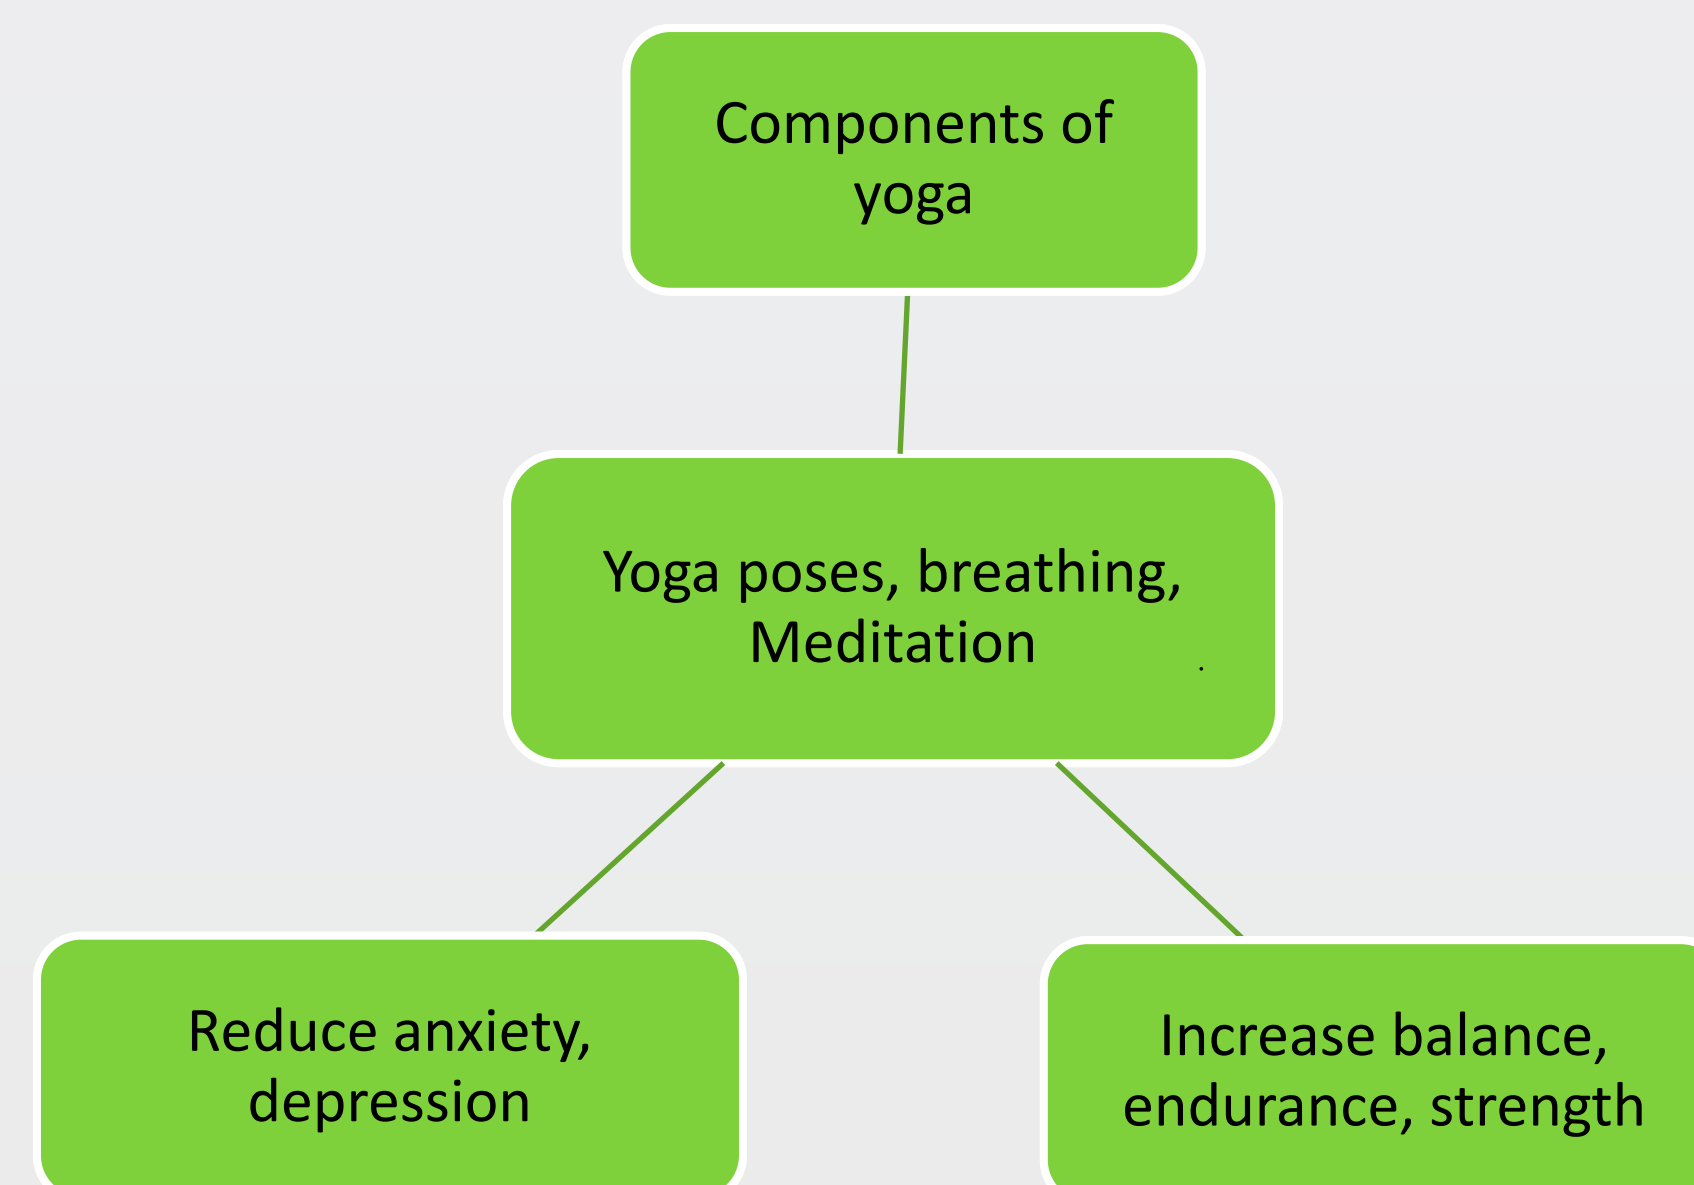 Components of
yoga
Yoga poses, breathing,
Meditation
.
Reduce anxiety,
depression
Increase balance,
endurance, strength